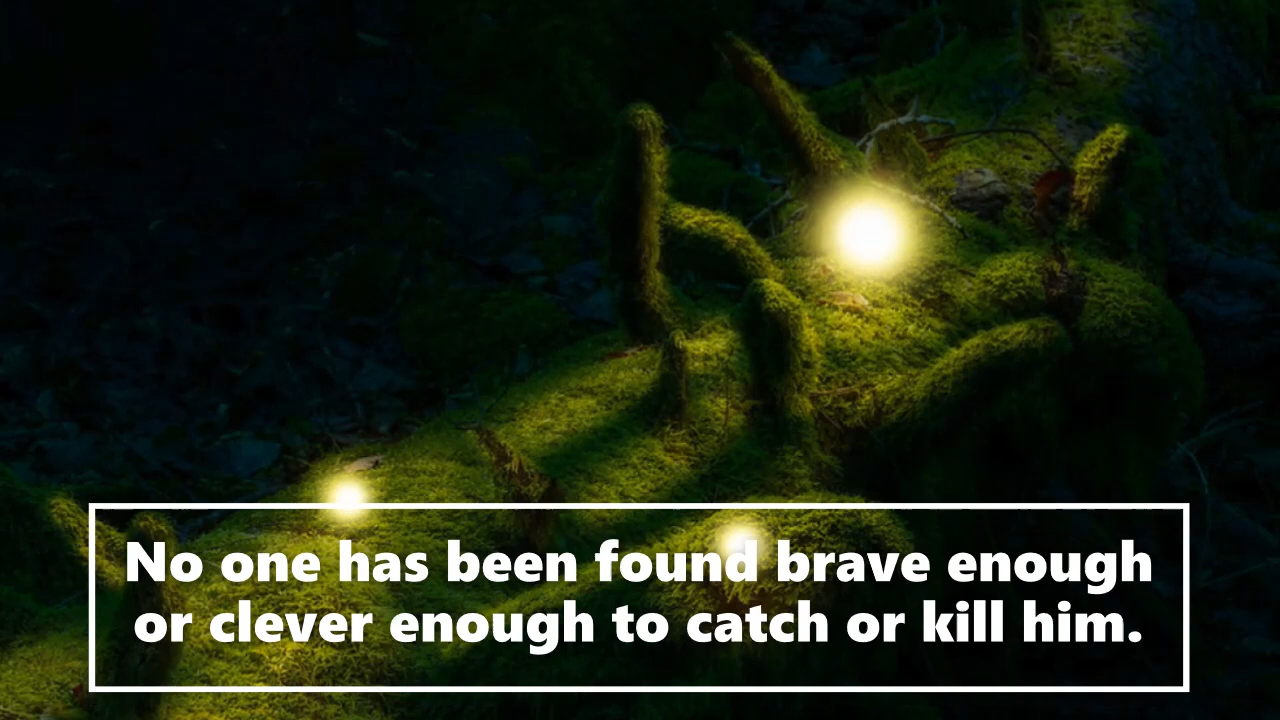 No one has been found brave enough
or clever enough to catch or kill him.